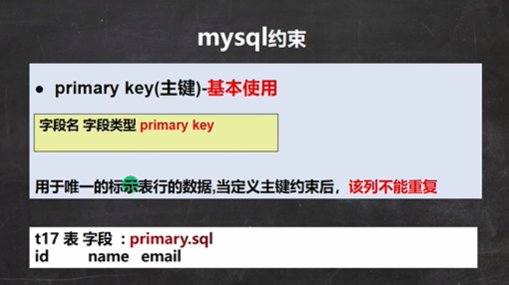 mysql约束
● primary key(主键)-基本使用
字段名 字段类型 primary key
用于唯一的标示表行的数据,当定义主键约束后，该列不能重复
t17 表 字段 : primary.sql
id name email